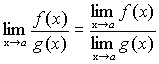 lim_{x→a} f(x)/g(x) = lim_{x→a} f(x) / lim_{x→a} g(x)